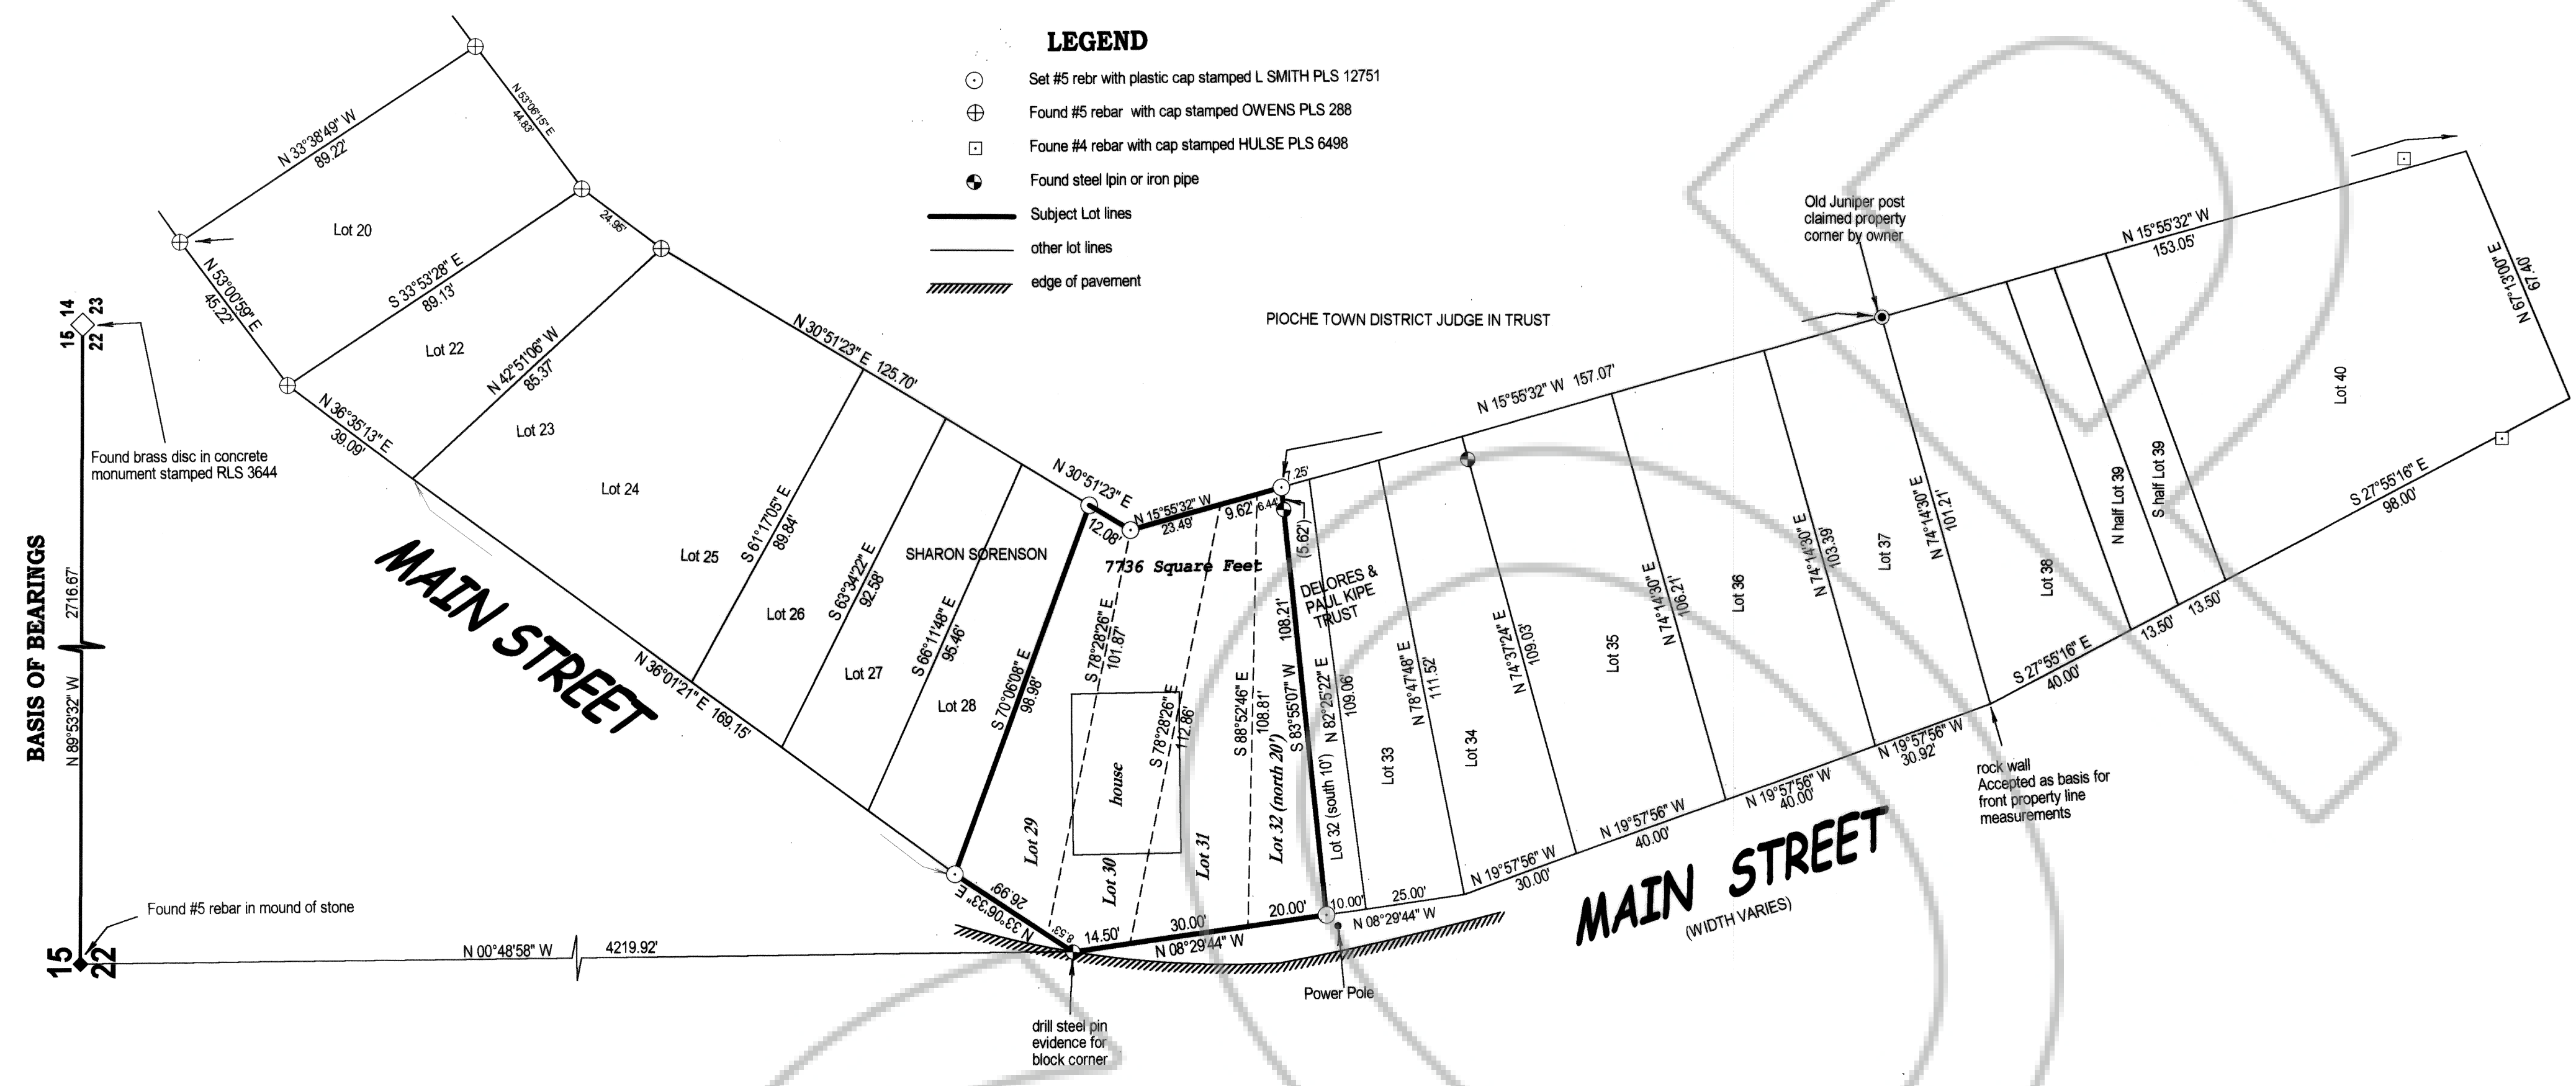 LEGEND
Set #5 rebr with plastic cap stamped L SMITH PLS 12751
Found #5 rebar with cap stamped OWENS PLS 288
Foune #4 rebar with cap stamped HULSE PLS 6498
Found steel lpin or iron pipe
Subject Lot lines
other lot lines
edge of pavement
N 53°06'15" E
44.83'
N 33°38'49" W
89.22'
Lot 20
24.95'
N 53°00'59" E
45.22'
S 33°53'28" E
89.13'
Lot 22
N 42°51'06" W
85.37'
N 36°35'13" E
39.09'
Lot 23
Lot 24
Lot 25
N 30°51'23" E 125.70'
S 61°17'05" E
89.84'
Lot 26
S 63°34'22" E
92.58'
Lot 27
SHARON SORENSON
S 66°11'48" E
95.46'
Lot 28
N 36°01'21" E 169.15'
MAIN STREET
15 14
22 23
Found brass disc in concrete
monument stamped RLS 3644
BASIS OF BEARINGS
N 89°53'32" W 2716.67'
Found #5 rebar in mound of stone
15
22
N 00°48'58" W 4219.92'
N 30°51'23" E
12.08'
N 15°55'32" W
23.49'
9.62'
6.44'
7.25'
(5.62')
7736 Square Feet
S 70°06'08" E
98.98'
S 78°28'26" E
101.87'
S 78°28'26" E
112.86'
S 88°52'46" E
108.81'
S 83°55'07" W 108.21'
N 82°25'22" E
109.06'
DELORES &
PAUL KIPE
TRUST
house
Lot 29
Lot 30
Lot 31
Lot 32 (north 20')
Lot 32 (south 10')
N 33°06'33" E
26.99'
8.53'
14.50'
30.00'
20.00'
N 08°29'44" W
10.00'
25.00'
N 08°29'44" W
Power Pole
drill steel pin
evidence for
block corner
PIOCHE TOWN DISTRICT JUDGE IN TRUST
N 15°55'32" W 157.07'
Lot 33
N 78°47'48" E
111.52'
Lot 34
N 74°37'24" E
109.03'
Lot 35
N 74°14'30" E
106.21'
Lot 36
N 74°14'30" E
103.39'
Lot 37
N 74°14'30" E
101.21'
Lot 38
N half Lot 39
S half Lot 39
Lot 40
Old Juniper post
claimed property
corner by owner
N 15°55'32" W
153.05'
N 67°13'00" E
67.40'
S 27°55'16" E
98.00'
13.50'
13.50'
S 27°55'16" E
40.00'
N 19°57'56" W
30.92'
N 19°57'56" W
40.00'
N 19°57'56" W
40.00'
N 19°57'56" W
30.00'
rock wall
Accepted as basis for
front property line
measurements
MAIN STREET
(WIDTH VARIES)